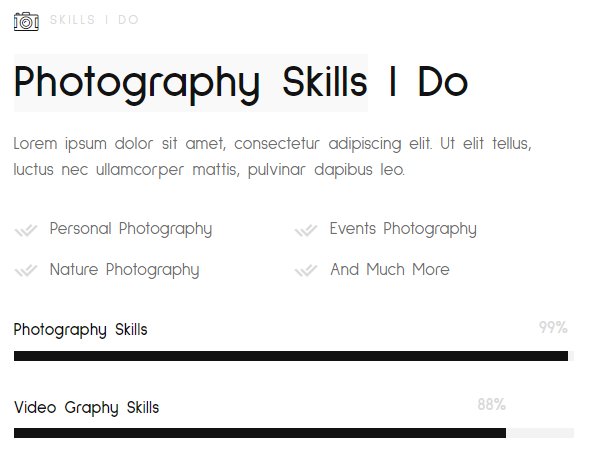 SKILLS I DO
Photography Skills I Do
Lorem ipsum dolor sit amet, consectetur adipiscing elit. Ut elit tellus,
luctus nec ullamcorper mattis, pulvinar dapibus leo.
Personal Photography
Events Photography
Nature Photography
And Much More
Photography Skills
99%
Video Graphy Skills
88%